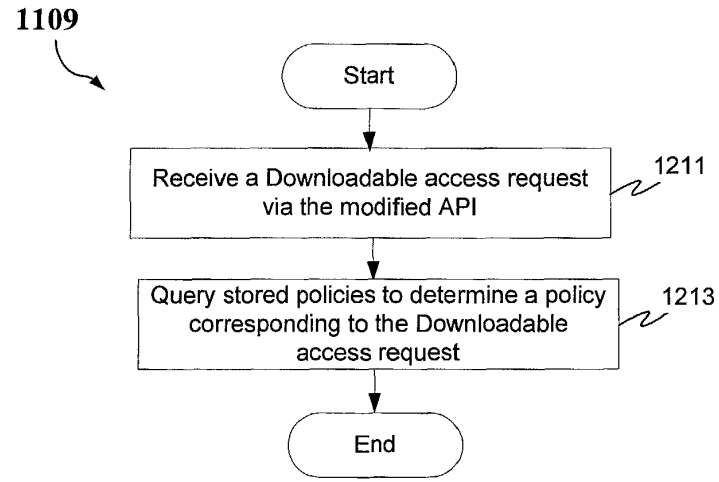 1109
Start
Receive a Downloadable access request
via the modified API
1211
Query stored policies to determine a policy
corresponding to the Downloadable
access request
1213
End